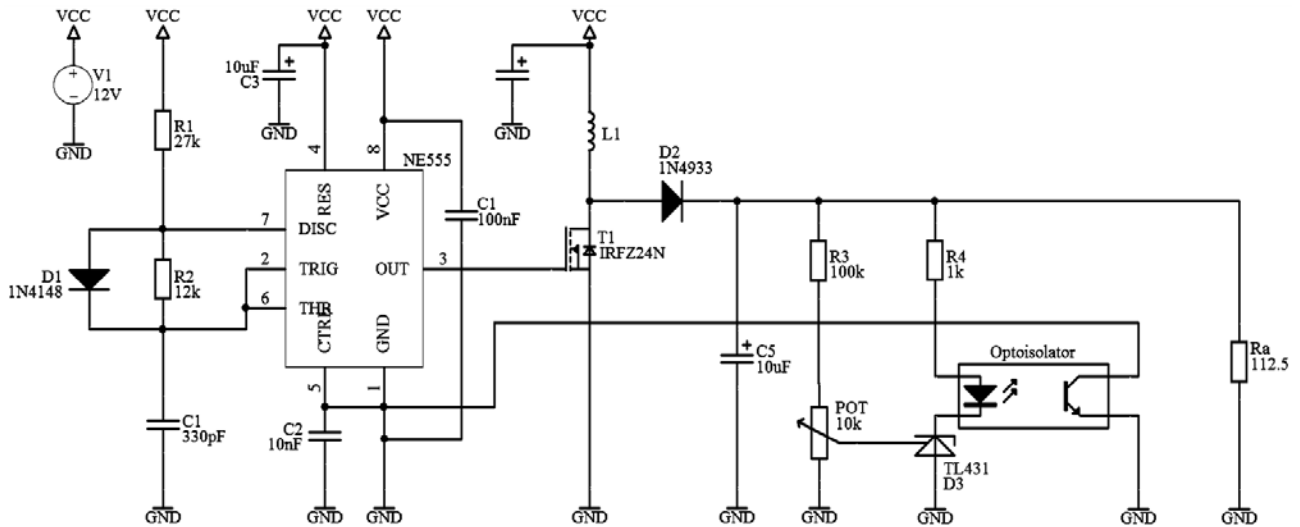 VCC
VCC
VCC
VCC
VCC
V1
12V
GND
R1
27k
10uF
C3
GND
GND
L1
D2
1N4933
4
8
NE555
RES
VCC
C1
100nF
7
DISC
T1
IRFZ24N
R3
100k
R4
1k
D1
1N4148
R2
12k
2
TRIG
OUT
3
6
THR
CTRL
GND
Optoisolator
Ra
112.5
C5
10uF
5
1
C1
330pF
C2
10nF
POT
10k
TL431
D3
GND
GND
GND
GND
GND
GND
GND
GND
GND